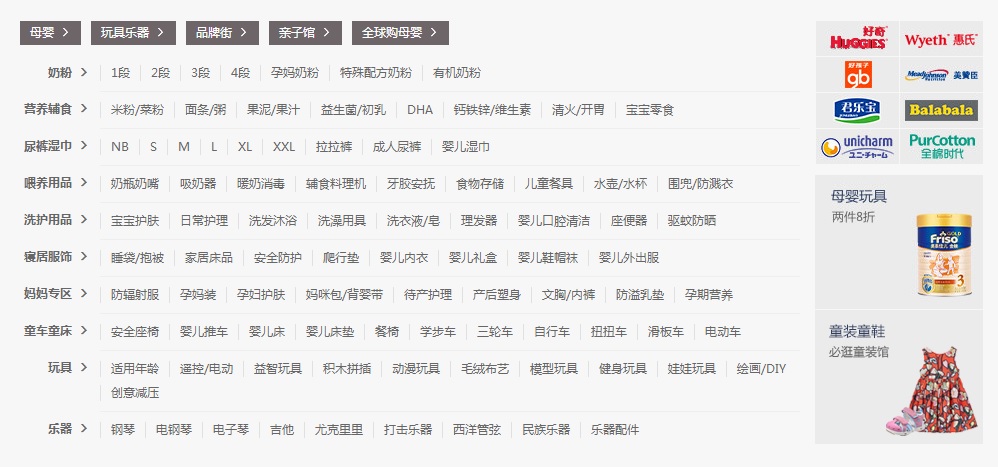 母婴 > 玩具乐器 > 品牌街 > 亲子馆 > 全球购母婴 >
奶粉 > 1段 2段 3段 4段 孕妈奶粉 特殊配方奶粉 有机奶粉
营养辅食 > 米粉/菜粉 面条/粥 果泥/果汁 益生菌/初乳 DHA 钙铁锌/维生素 清火/开胃 宝宝零食
尿裤湿巾 > NB S M L XL XXL 拉拉裤 成人尿裤 婴儿湿巾
喂养用品 > 奶瓶奶嘴 吸奶器 暖奶消毒 辅食料理机 牙胶安抚 食物存储 儿童餐具 水壶/水杯 围兜/防溅衣
洗护用品 > 宝宝护肤 日常护理 洗发沐浴 洗澡用具 洗衣液/皂 理发器 婴儿口腔清洁 座便器 驱蚊防晒
寝居服饰 > 睡袋/抱被 家居床品 安全防护 爬行垫 婴儿内衣 婴儿礼盒 婴儿鞋帽袜 婴儿外出服
妈妈专区 > 防辐射服 孕妈装 孕妇护肤 妈咪包/背婴带 待产护理 产后塑身 文胸/内裤 防溢乳垫 孕期营养
童车童床 > 安全座椅 婴儿推车 婴儿床 婴儿床垫 餐椅 学步车 三轮车 自行车 扭扭车 滑板车 电动车
玩具 > 适用年龄 遥控/电动 益智玩具 积木拼插 动漫玩具 毛绒布艺 模型玩具 健身玩具 娃娃玩具 绘画/DIY
创意减压
乐器 > 钢琴 电钢琴 电子琴 吉他 尤克里里 打击乐器 西洋管弦 民族乐器 乐器配件
好奇
HUGGIES
Wyeth 惠氏
好孩子
gb
MeadJohnson 美赞臣
君乐宝
Balabala
unicharm
ユニ・チャーム
PurCotton
全棉时代
母婴玩具
两件8折
GOLD
Friso
3
童装童鞋
必逛童装馆